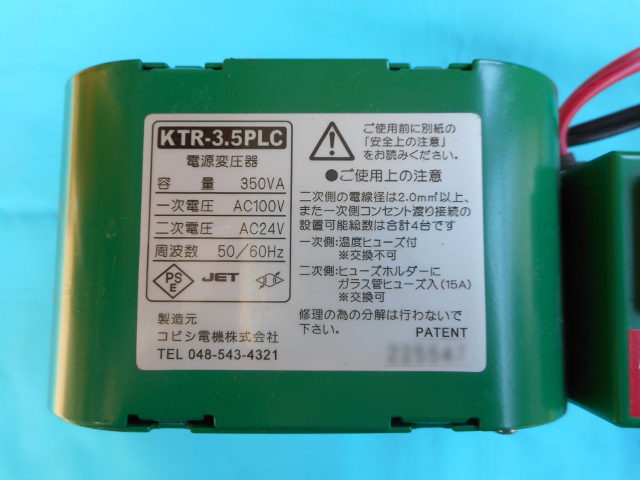 KTR-3.5PLC
電源変圧器
容 量 350VA
一次電圧 AC100V
二次電圧 AC24V
周波数 50/60Hz
PS
E
JET
製造元
コビシ電機株式会社
TEL 048-543-4321
ご使用前に別紙の
「安全上の注意」
をお読みください。
●ご使用上の注意
二次側の電線径は2.0m㎡以上、
また一次側コンセント渡り接続の
設置可能総数は合計4台です
一次側:温度ヒューズ付
※交換不可
二次側:ヒューズホルダーに
ガラス管ヒューズ入(15A)
※交換可
修理の為の分解は行わないで
下さい。
PATENT